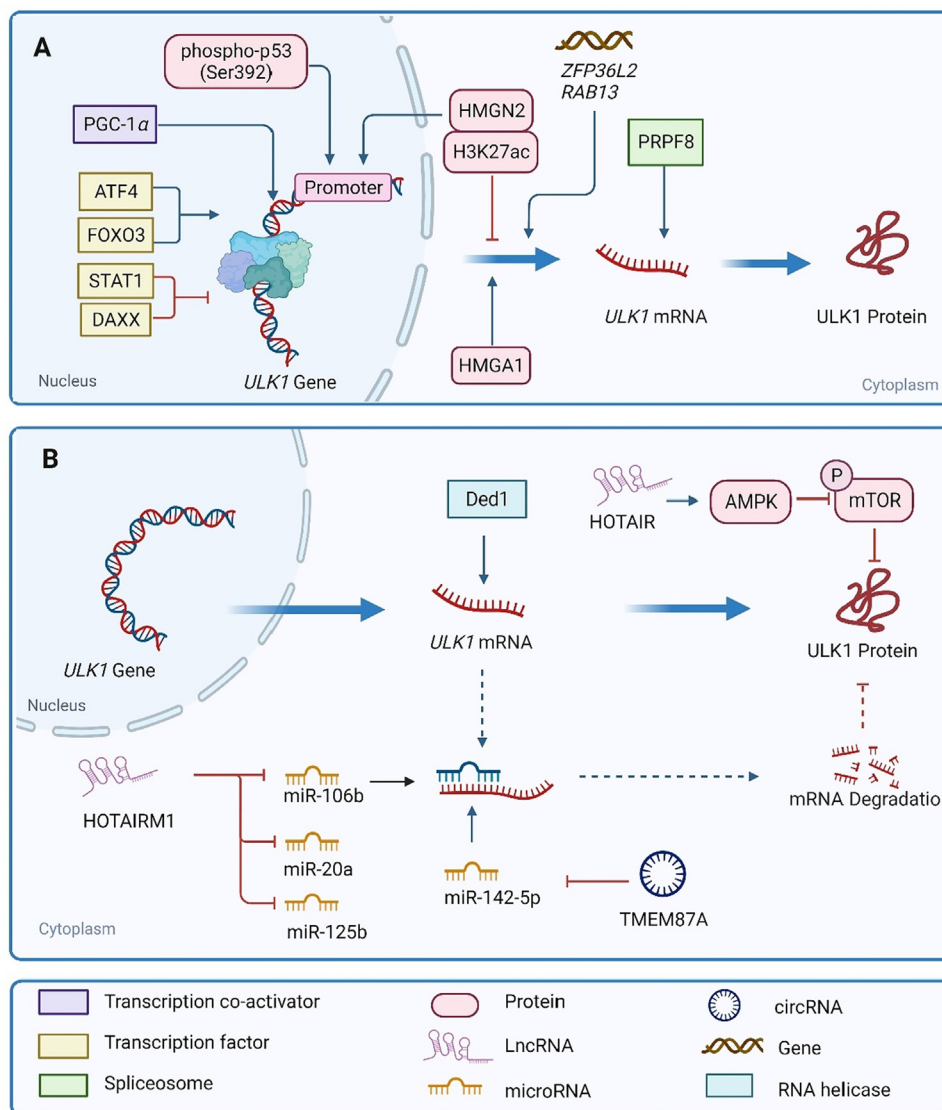 A
phospho-p53
(Ser392)
PGC-1α
ATF4
FOXO3
STAT1
DAXX
Promoter
ULK1 Gene
Nucleus
HMGN2
H3K27ac
HMGA1
ZFP36L2
RAB13
PRPF8
ULK1 mRNA
ULK1 Protein
Cytoplasm
B
ULK1 Gene
Nucleus
Ded1
ULK1 mRNA
HOTAIR
AMPK
P
mTOR
ULK1 Protein
HOTAIRM1
miR-106b
miR-20a
miR-125b
miR-142-5p
TMEM87A
mRNA Degradatio
Cytoplasm
Transcription co-activator
Transcription factor
Spliceosome
Protein
LncRNA
microRNA
circRNA
Gene
RNA helicase